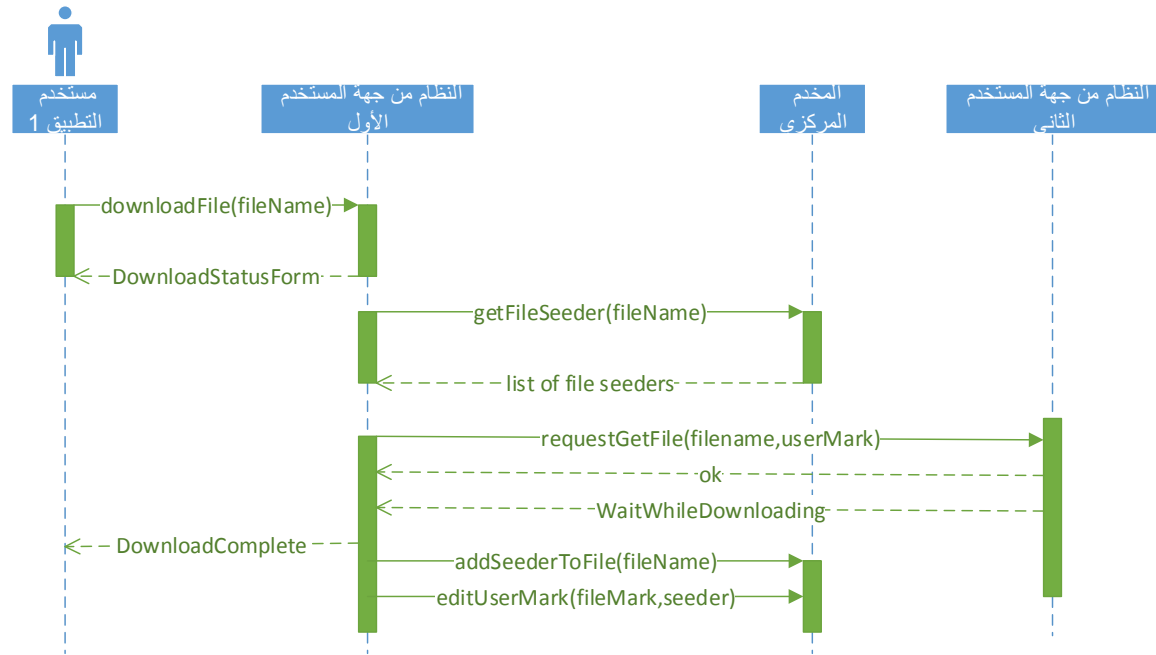 مستخدم
التطبيق 1
النظام من جهة المستخدم
الأول
المخدم
المركزي
النظام من جهة المستخدم
الثاني
downloadFile(fileName)
DownloadStatusForm
getFileSeeder(fileName)
list of file seeders
requestGetFile(filename,userMark)
ok
WaitWhileDownloading
DownloadComplete
addSeederToFile(fileName)
editUserMark(fileMark,seeder)